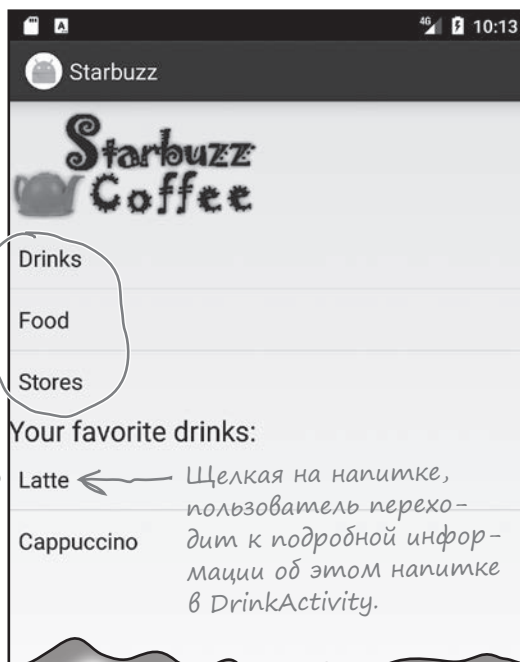 4G 10:13
Starbuzz
Starbuzz
Coffee
Drinks
Food
Stores
Your favorite drinks:
Latte
Щелкая на напитке,
пользователь перехо-
дит к подробной инфор-
мации об этом напитке
в DrinkActivity.
Cappuccino